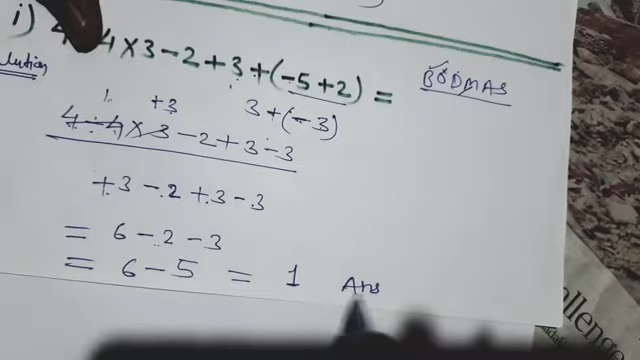 i) 4 4×3-2+3+(-5+2)=
Solution
BODMAS
1 +3 3+(-3)
4÷4×3-2+3-3
+3-2+3-3
= 6-2-3
= 6-5 = 1 Ans